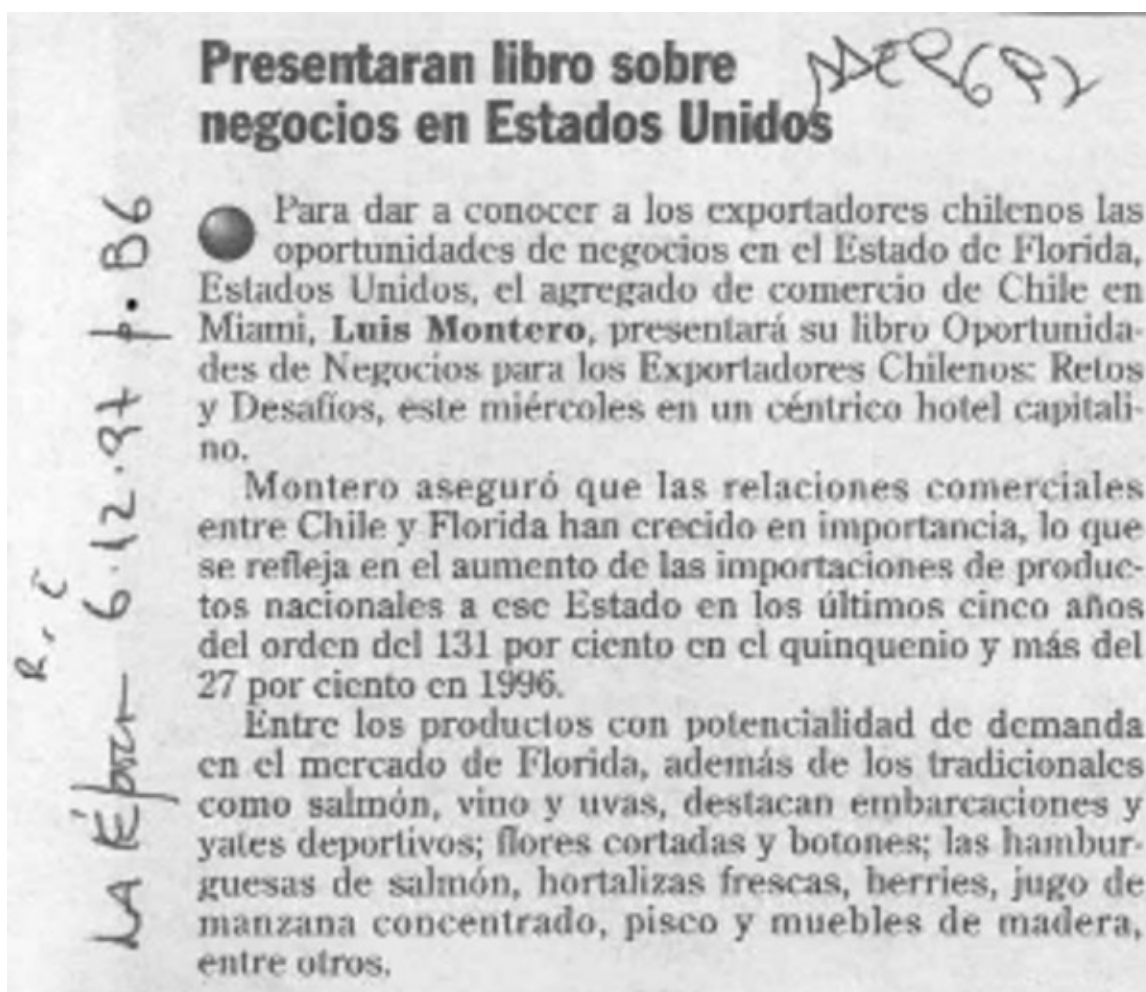 Presentaran libro sobre
negocios en Estados Unidos
Para dar a conocer a los exportadores chilenos las
oportunidades de negocios en el Estado de Florida,
Estados Unidos, el agregado de comercio de Chile en
Miami, Luis Montero, presentará su libro Oportunida-
des de Negocios para los Exportadores Chilenos: Retos
y Desafíos, este miércoles en un céntrico hotel capitali-
no.
Montero aseguró que las relaciones comerciales
entre Chile y Florida han crecido en importancia, lo que
se refleja en el aumento de las importaciones de produc-
tos nacionales a ese Estado en los últimos cinco años
del orden del 131 por ciento en el quinquenio y más del
27 por ciento en 1996.
Entre los productos con potencialidad de demanda
en el mercado de Florida, además de los tradicionales
como salmón, vino y uvas, destacan embarcaciones y
yates deportivos; flores cortadas y botones; las hambur-
guesas de salmón, hortalizas frescas, berries, jugo de
manzana concentrado, pisco y muebles de madera,
entre otros.
LA Época 6.12.97 p. B6